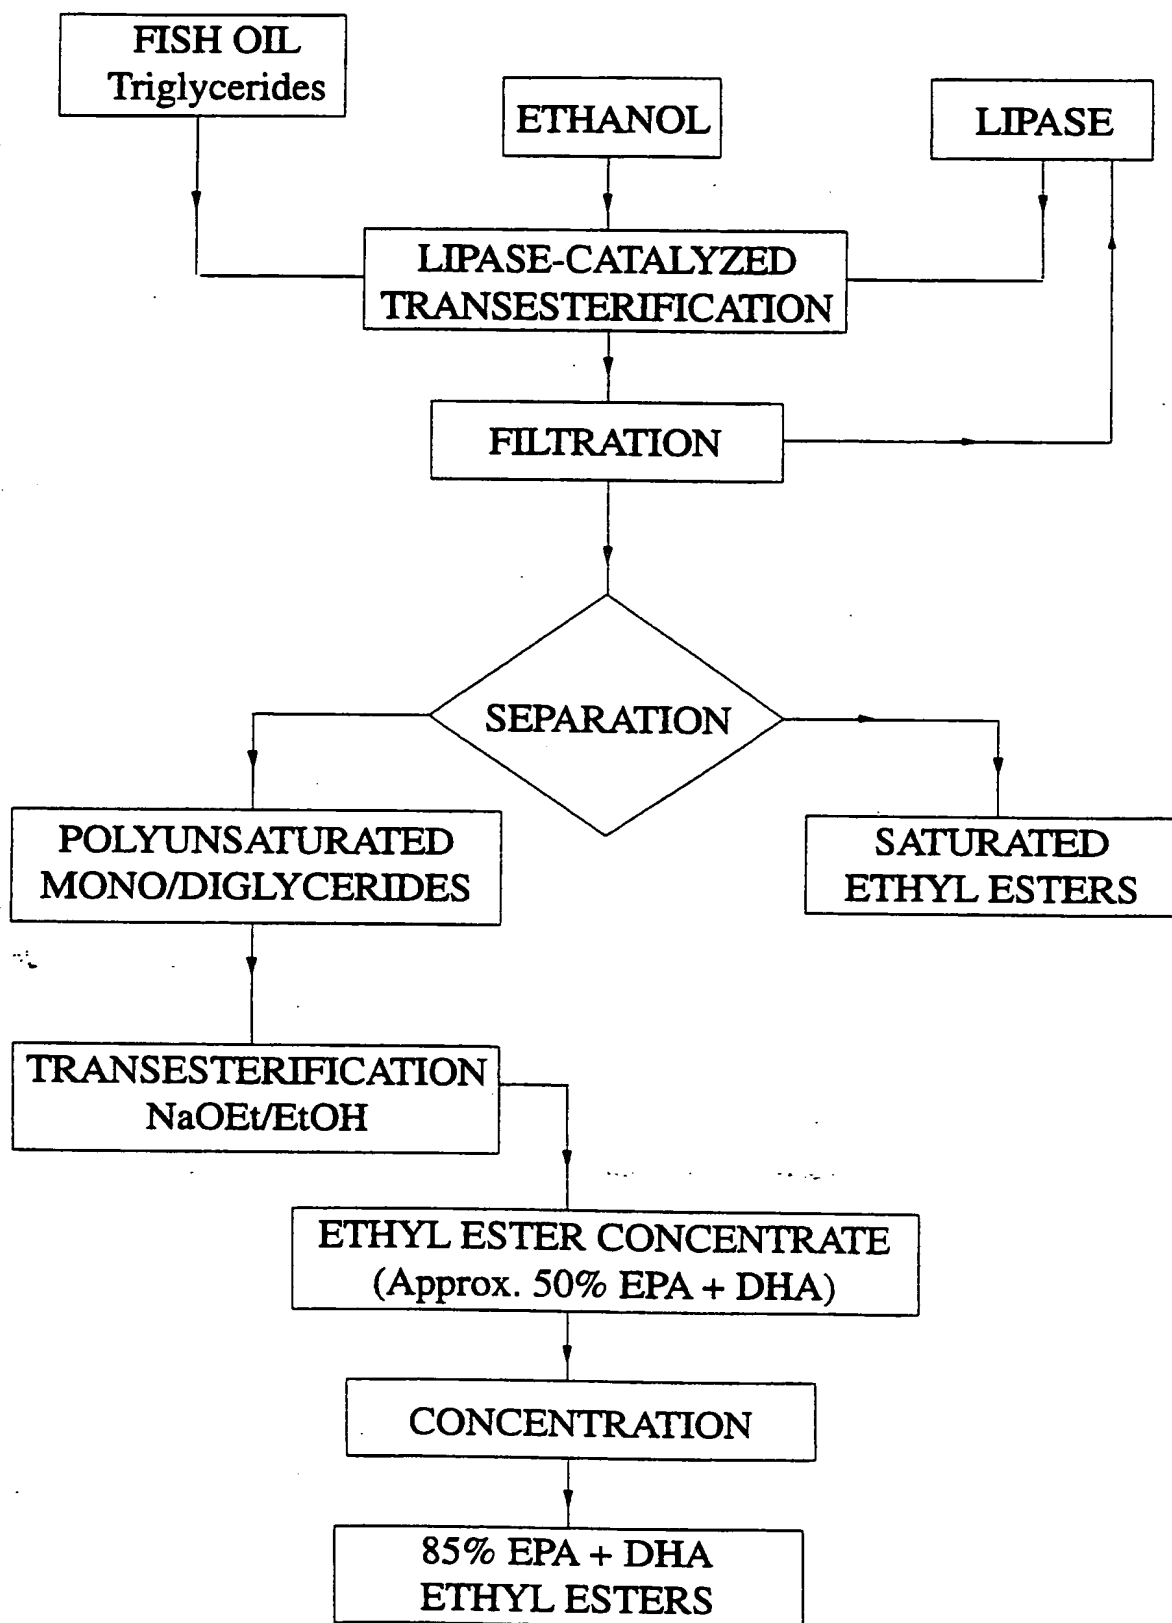 FISH OIL
Triglycerides
ETHANOL
LIPASE
LIPASE-CATALYZED
TRANSESTERIFICATION
FILTRATION
SEPARATION
POLYUNSATURATED
MONO/DIGLYCERIDES
SATURATED
ETHYL ESTERS
TRANSESTERIFICATION
NaOEt/EtOH
ETHYL ESTER CONCENTRATE
(Approx. 50% EPA + DHA)
CONCENTRATION
85% EPA + DHA
ETHYL ESTERS